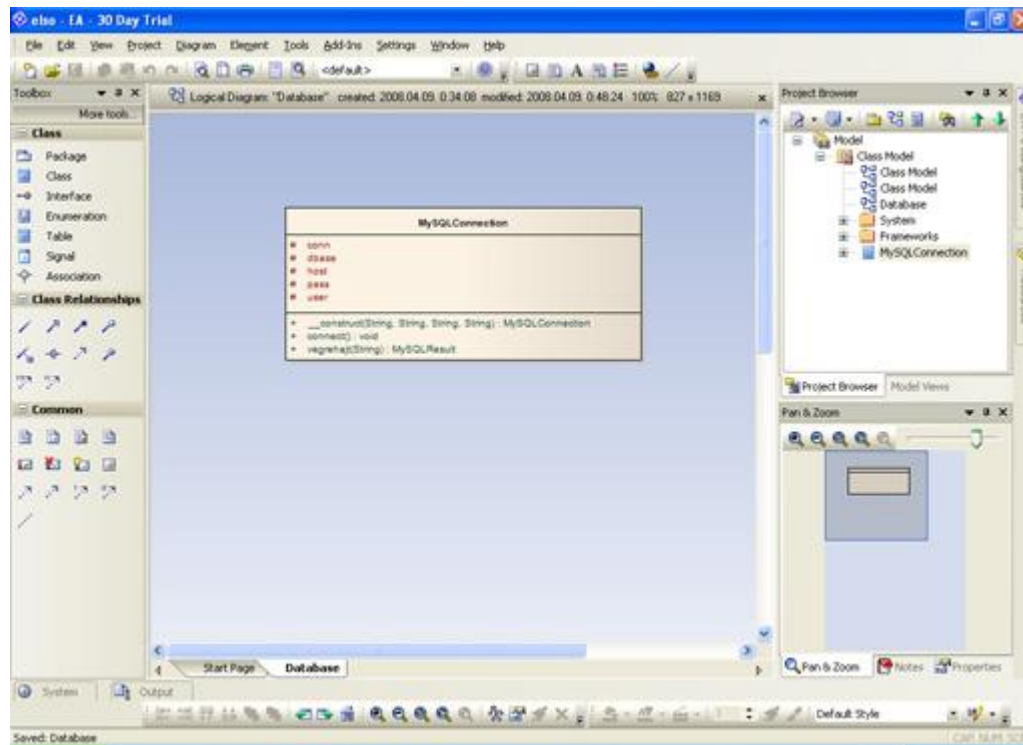 elso - EA - 30 Day Trial
File Edit View Project Diagram Element Tools Add-Ins Settings Window Help
<default>
Toolbox
More tools...
Class
Package
Class
Interface
Enumeration
Table
Signal
Association
Class Relationships
Common
Logical Diagram: "Database" created: 2008.04.09. 0:34:08 modified: 2008.04.09. 0:48:24 100% 827 x 1169
MySQLConnection
# conn
# dbase
# host
# pass
# user
+ __construct(String, String, String, String) : MySQLConnection
+ connect() : void
+ vegrehajt(String) : MySQLResult
Start Page Database
Project Browser
Model
Class Model
Class Model
Class Model
Database
System
Frameworks
MySQLConnection
Project Browser Model Views
Pan & Zoom
Pan & Zoom Notes Properties
System Output
Default Style
Saved: Database
CAP NUM